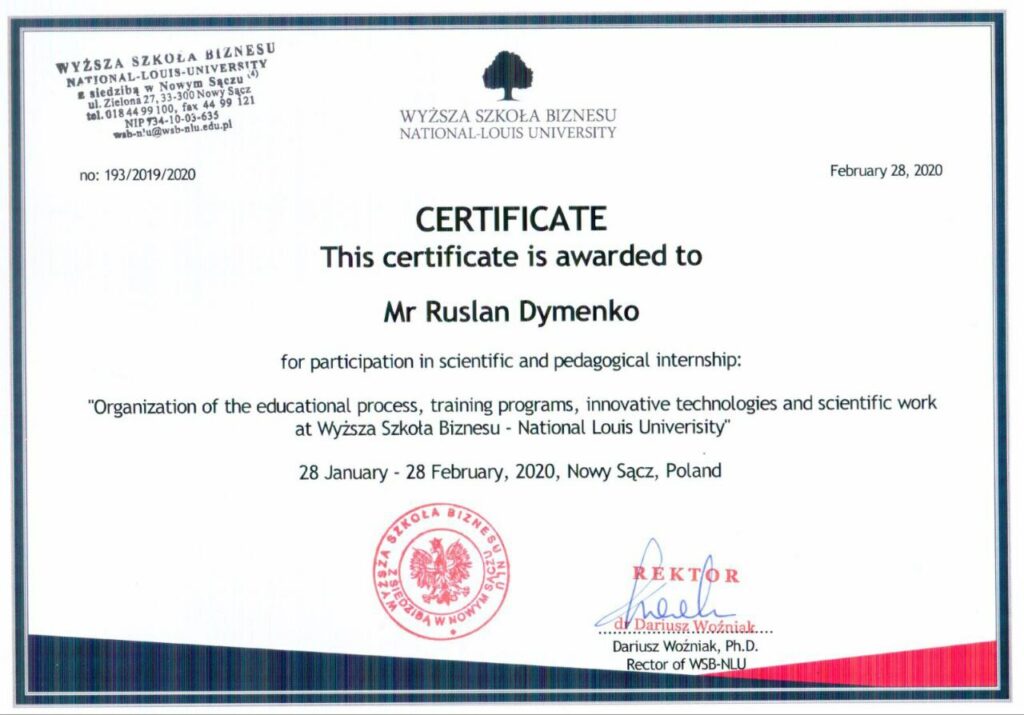 WYŻSZA SZKOŁA BIZNESU
NATIONAL-LOUIS-UNIVERSITY
z siedzibą w Nowym Sączu (4)
ul. Zielona 27, 33-300 Nowy Sącz
tel. 018 44 99 100, fax 44 99 121
NIP 734-10-03-635
wsb-nlu@wsb-nlu.edu.pl
WYŻSZA SZKOŁA BIZNESU
NATIONAL-LOUIS UNIVERSITY
no: 193/2019/2020
February 28, 2020
CERTIFICATE
This certificate is awarded to
Mr Ruslan Dymenko
for participation in scientific and pedagogical internship:
"Organization of the educational process, training programs, innovative technologies and scientific work
at Wyższa Szkoła Biznesu - National Louis Univerisity"
28 January - 28 February, 2020, Nowy Sącz, Poland
WYŻSZA SZKOŁA BIZNESU NLU
Z SIEDZIBĄ W NOWYM SĄCZU
REKTOR
dr Dariusz Woźniak
Dariusz Woźniak, Ph.D.
Rector of WSB-NLU